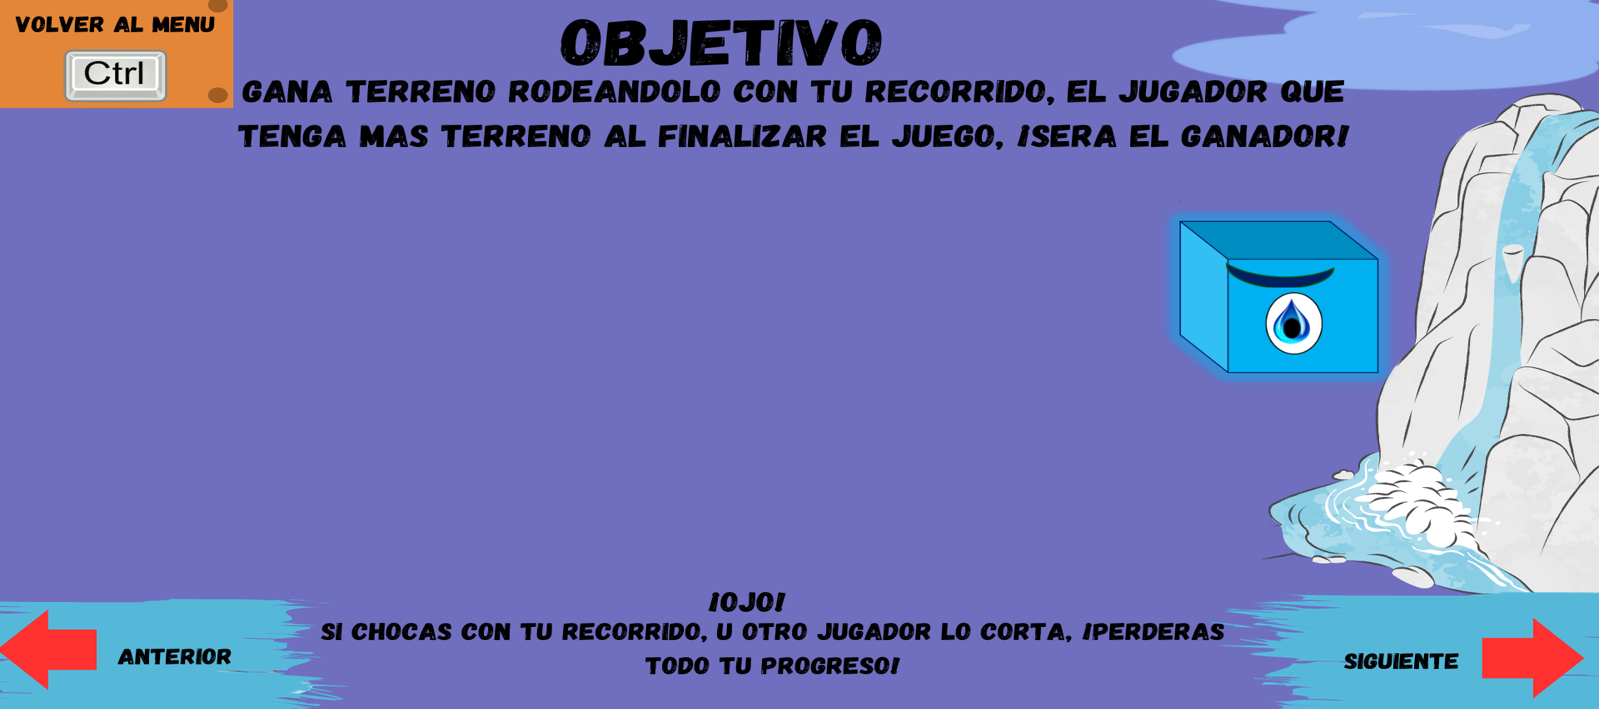 VOLVER AL MENU
Ctrl
OBJETIVO
GANA TERRENO RODEANDOLO CON TU RECORRIDO, EL JUGADOR QUE
TENGA MAS TERRENO AL FINALIZAR EL JUEGO, ¡SERA EL GANADOR!
¡OJO!
SI CHOCAS CON TU RECORRIDO, U OTRO JUGADOR LO CORTA, ¡PERDERAS
TODO TU PROGRESO!
ANTERIOR
SIGUIENTE